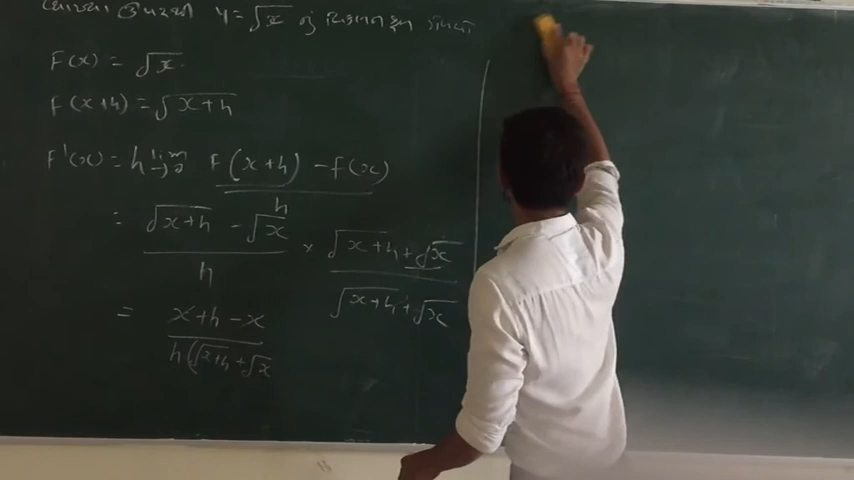 y = √x નું
F(x) = √x.
F(x+h) = √x+h
F'(x) = lim h→0 F(x+h) - f(x) / h
= √x+h - √x / h × √x+h + √x / √x+h + √x
= x+h-x / h(√x+h + √x